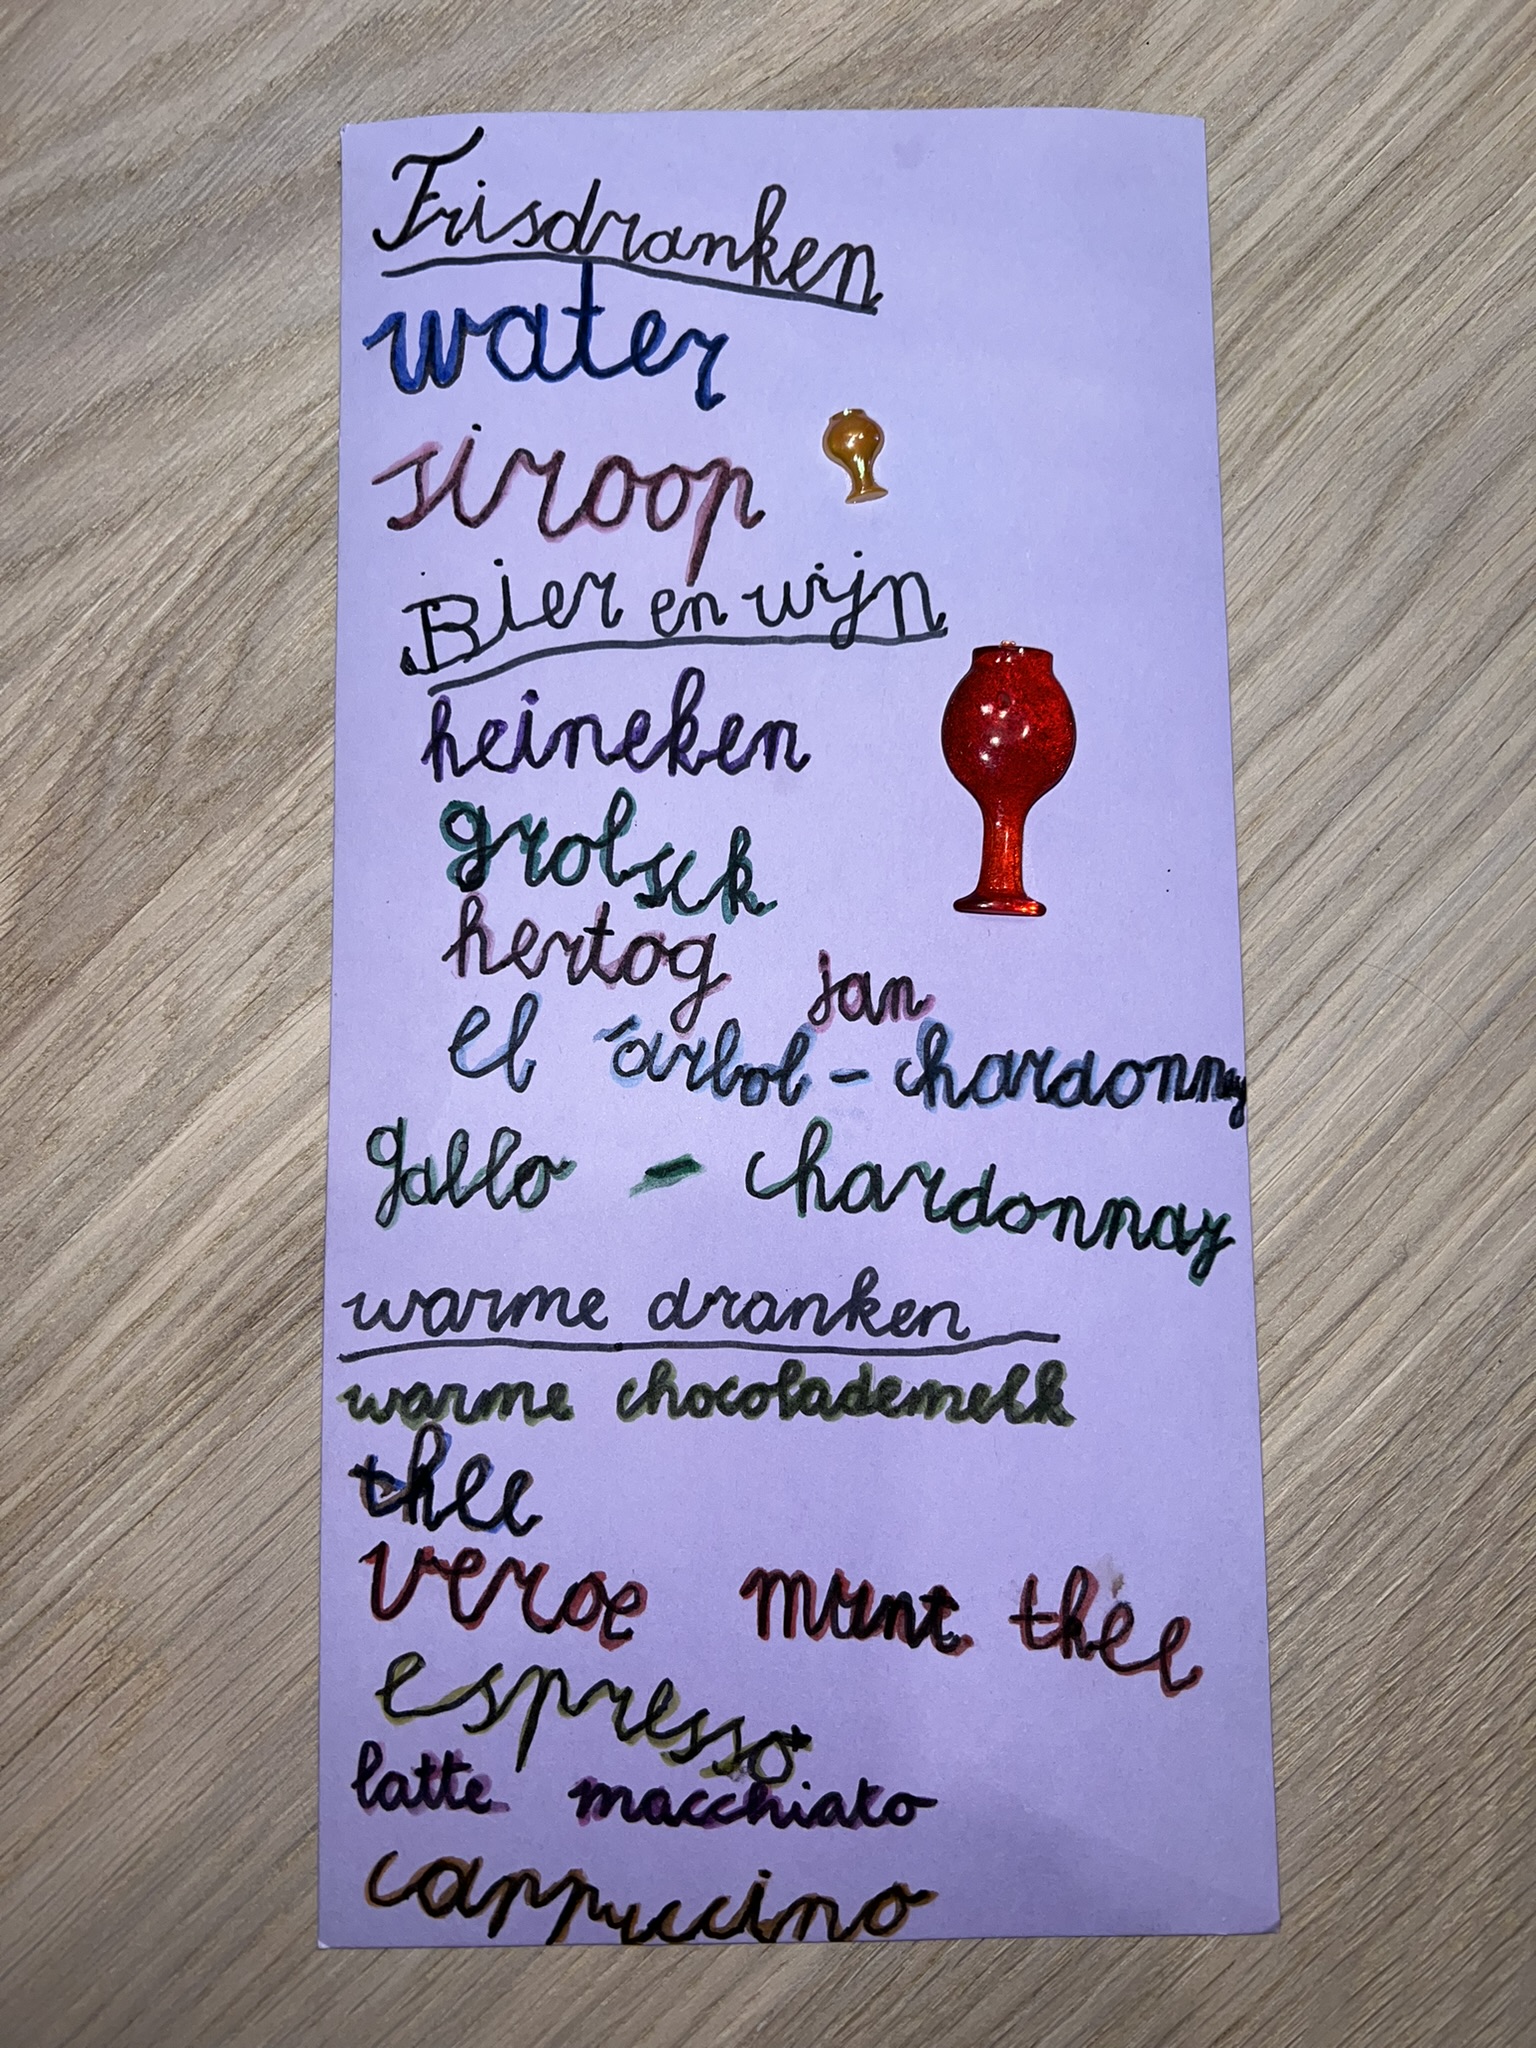 Frisdranken
water
siroop
Bier en wijn
heineken
grolsck
hertog jan
el árbol - chardonnay
gallo - chardonnay
warme dranken
warme chocolademelk
thee
verse munt thee
espresso
latte macchiato
cappuccino